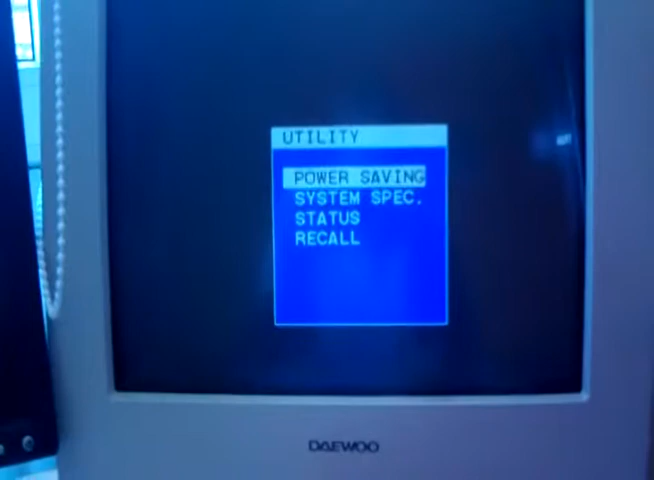 UTILITY
POWER SAVING
SYSTEM SPEC.
STATUS
RECALL
DAEWOO